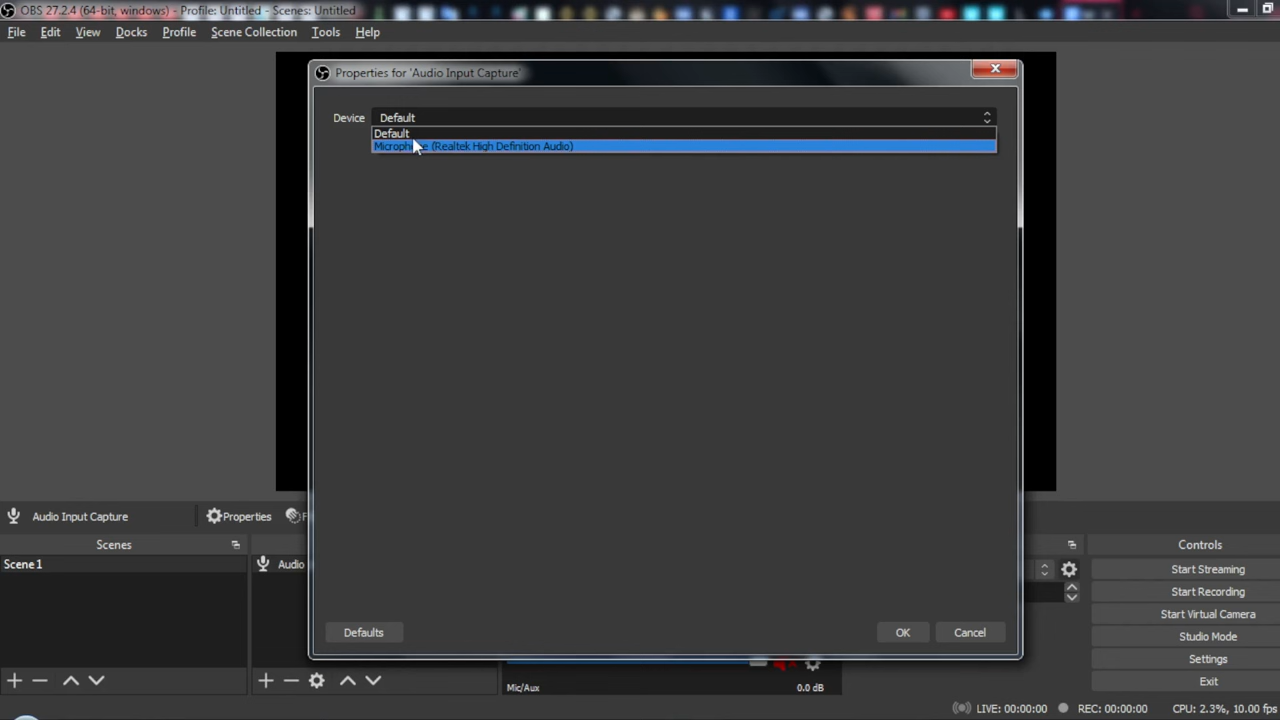 OBS 27.2.4 (64-bit, windows) - Profile: Untitled - Scenes: Untitled
File Edit View Docks Profile Scene Collection Tools Help
Properties for 'Audio Input Capture'
Device Default
Default
Microphone (Realtek High Definition Audio)
Audio Input Capture Properties
Scenes Controls
Scene 1 Audio Start Streaming
Start Recording
Start Virtual Camera
Defaults OK Cancel Studio Mode
Settings
Mic/Aux 0.0 dB Exit
LIVE: 00:00:00 REC: 00:00:00 CPU: 2.3%, 10.00 fps